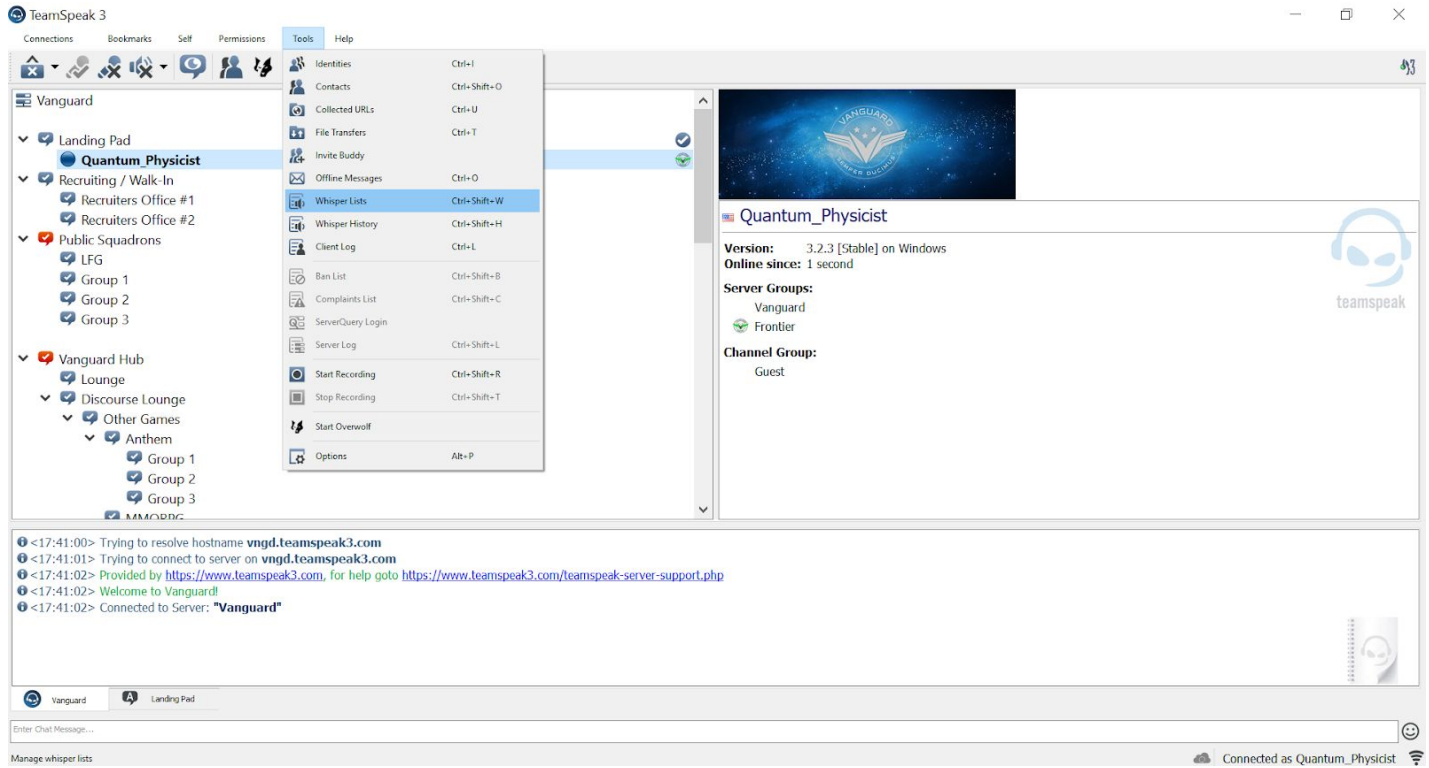 TeamSpeak 3
Connections Bookmarks Self Permissions Tools Help
Identities Ctrl+I
Contacts Ctrl+Shift+O
Collected URLs Ctrl+U
File Transfers Ctrl+T
Invite Buddy
Offline Messages Ctrl+O
Whisper Lists Ctrl+Shift+W
Whisper History Ctrl+Shift+H
Client Log Ctrl+L
Ban List Ctrl+Shift+B
Complaints List Ctrl+Shift+C
ServerQuery Login
Server Log Ctrl+Shift+L
Start Recording Ctrl+Shift+R
Stop Recording Ctrl+Shift+T
Start Overwolf
Options Alt+P
Vanguard
Landing Pad
Quantum_Physicist
Recruiting / Walk-In
Recruiters Office #1
Recruiters Office #2
Public Squadrons
LFG
Group 1
Group 2
Group 3
Vanguard Hub
Lounge
Discourse Lounge
Other Games
Anthem
Group 1
Group 2
Group 3
MMORPG
VANGUARD
SEMPER DUCIMUS
Quantum_Physicist
Version: 3.2.3 [Stable] on Windows
Online since: 1 second
Server Groups:
Vanguard
Frontier
Channel Group:
Guest
teamspeak
<17:41:00> Trying to resolve hostname vngd.teamspeak3.com
<17:41:01> Trying to connect to server on vngd.teamspeak3.com
<17:41:02> Provided by https://www.teamspeak3.com, for help goto https://www.teamspeak3.com/teamspeak-server-support.php
<17:41:02> Welcome to Vanguard!
<17:41:02> Connected to Server: "Vanguard"
Vanguard A Landing Pad
Enter Chat Message...
Manage whisper lists Connected as Quantum_Physicist